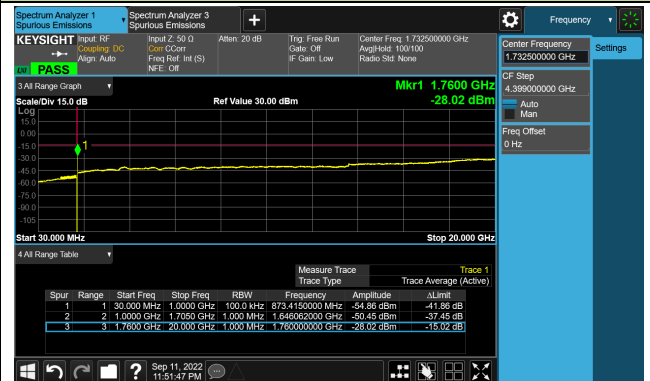 Spectrum Analyzer 1
Spurious Emissions
Spectrum Analyzer 3
Spurious Emissions
+
Frequency
KEYSIGHT
Input: RF
Coupling: DC
Align: Auto
Input Z: 50 Ω
Corr CCorr
Freq Ref: Int (S)
NFE: Off
Atten: 20 dB
Trig: Free Run
Gate: Off
IF Gain: Low
Center Freq: 1.732500000 GHz
Avg|Hold: 100/100
Radio Std: None
PASS
Center Frequency
1.732500000 GHz
Settings
CF Step
4.399000000 GHz
Auto
Man
Freq Offset
0 Hz
3 All Range Graph
Mkr1 1.7600 GHz
Scale/Div 15.0 dB
Ref Value 30.00 dBm
-28.02 dBm
Log
15.0
0.00
-15.0
-30.0
-45.0
-60.0
-75.0
-90.0
-105
1
Start 30.000 MHz
Stop 20.000 GHz
4 All Range Table
Measure Trace Trace 1
Trace Type Trace Average (Active)
Spur Range Start Freq Stop Freq RBW Frequency Amplitude ΔLimit
1 1 30.000 MHz 1.0000 GHz 100.0 kHz 873.4150000 MHz -54.86 dBm -41.86 dB
2 2 1.0000 GHz 1.7050 GHz 1.000 MHz 1.646062000 GHz -50.45 dBm -37.45 dB
3 3 1.7600 GHz 20.000 GHz 1.000 MHz 1.760000000 GHz -28.02 dBm -15.02 dB
?
Sep 11, 2022
11:51:47 PM